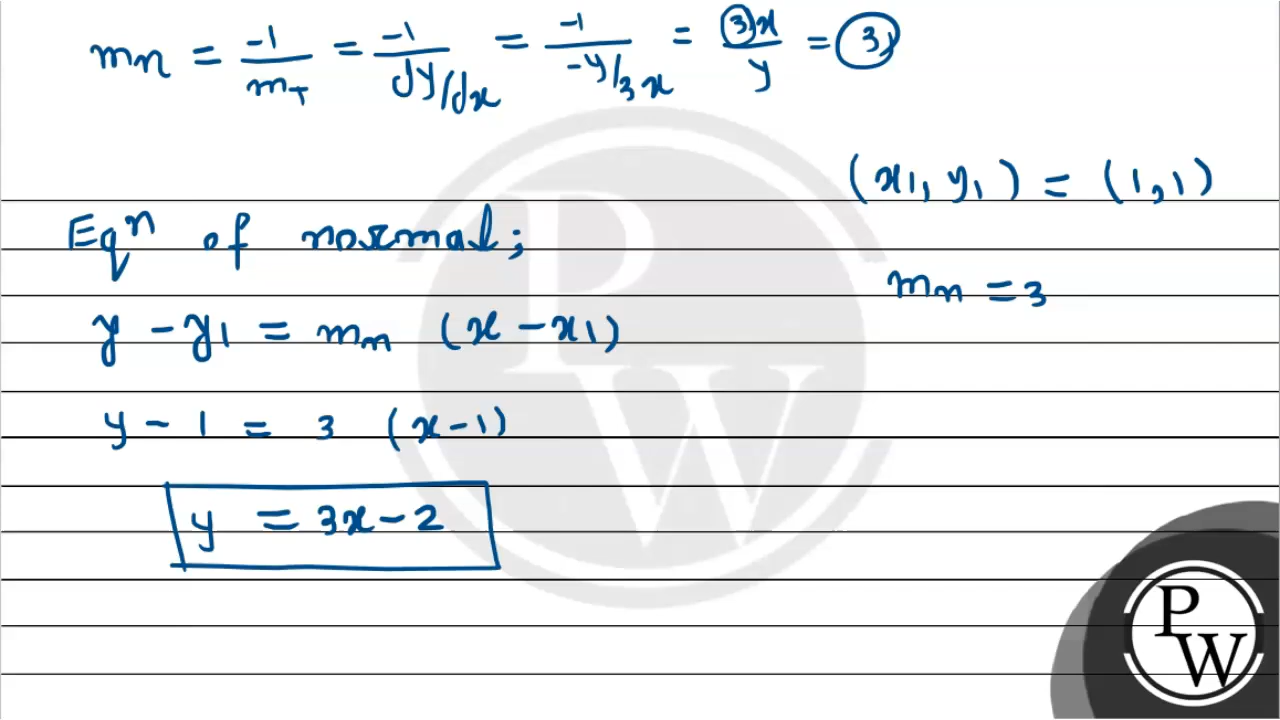 mn = -1/mT = -1/dy/dx = -1/-y/3x = 3x/y = 3
(x1, y1) = (1,1)
Eqn of normal;
mn = 3
y - y1 = mn (x - x1)
y - 1 = 3 (x-1)
y = 3x-2
PW
PW